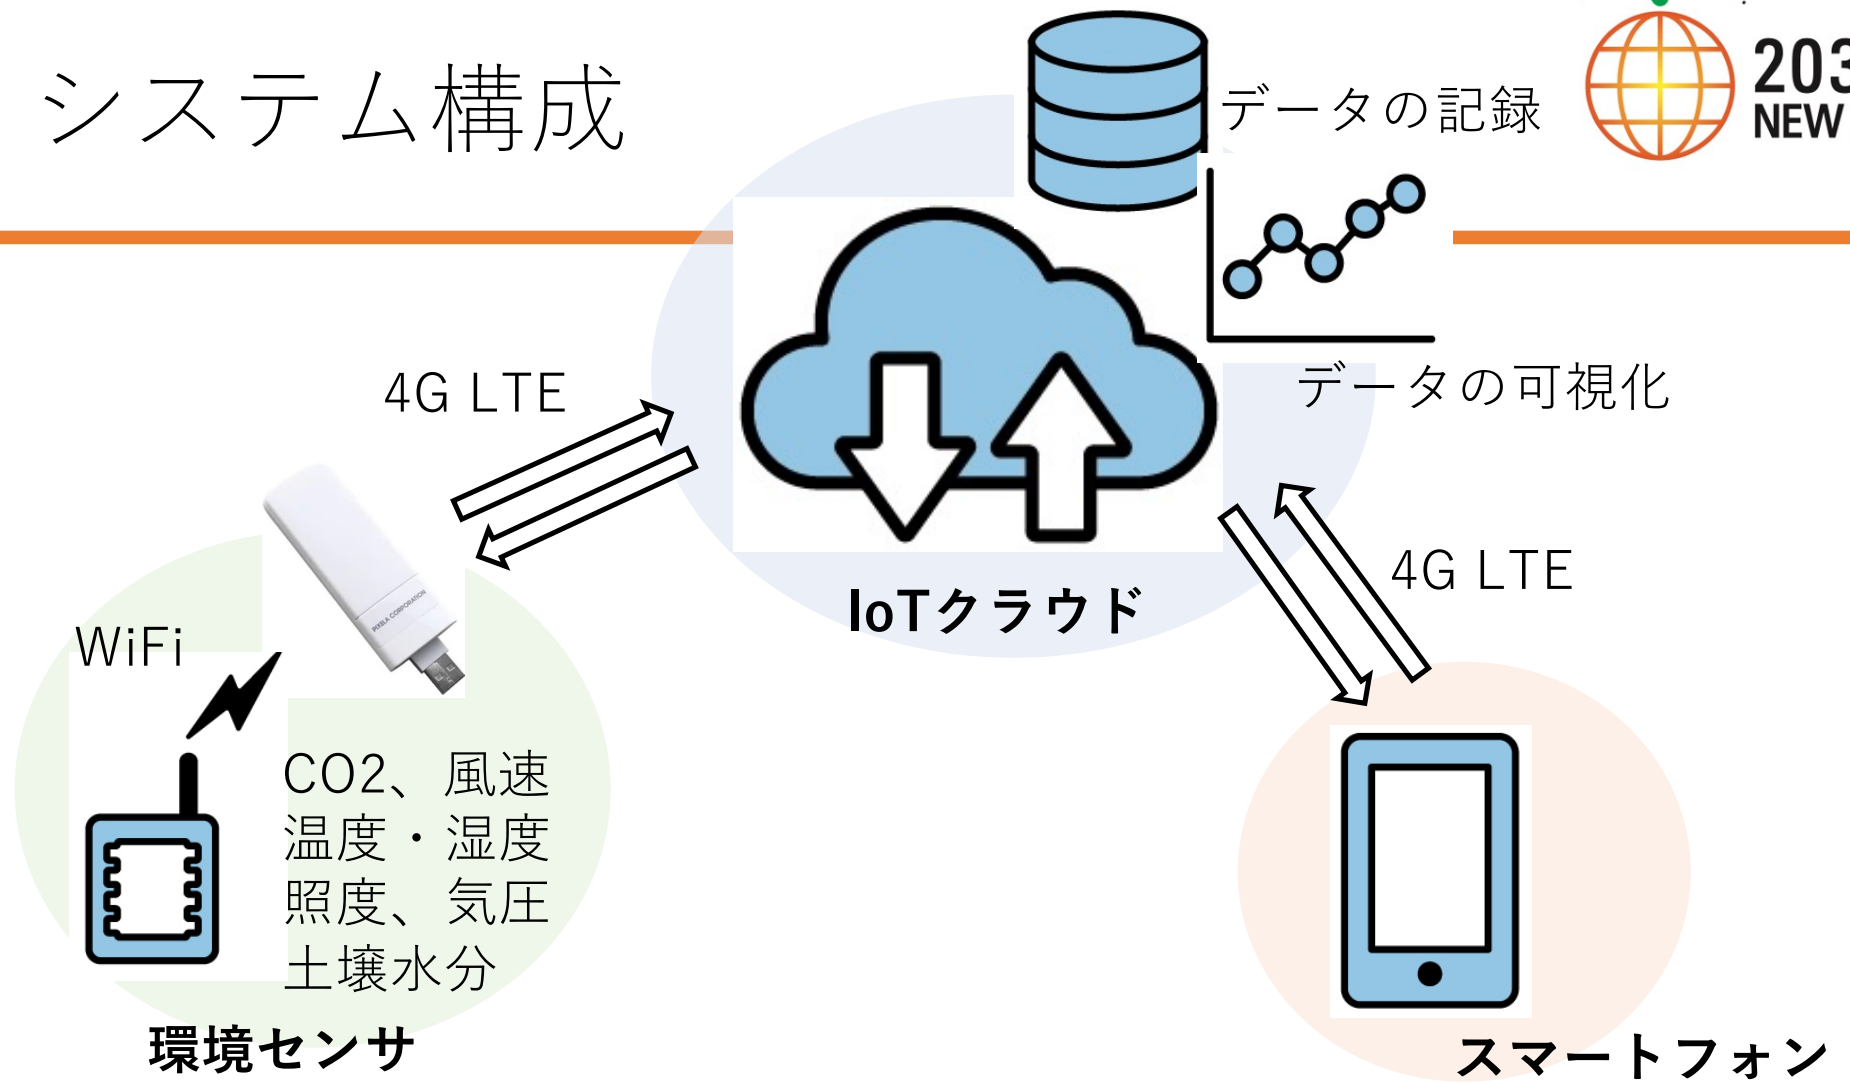 システム構成
データの記録
203
NEW
データの可視化
4G LTE
IoTクラウド
4G LTE
PIXELA CORPORATION
WiFi
CO2、風速
温度・湿度
照度、気圧
土壌水分
環境センサ
スマートフォン